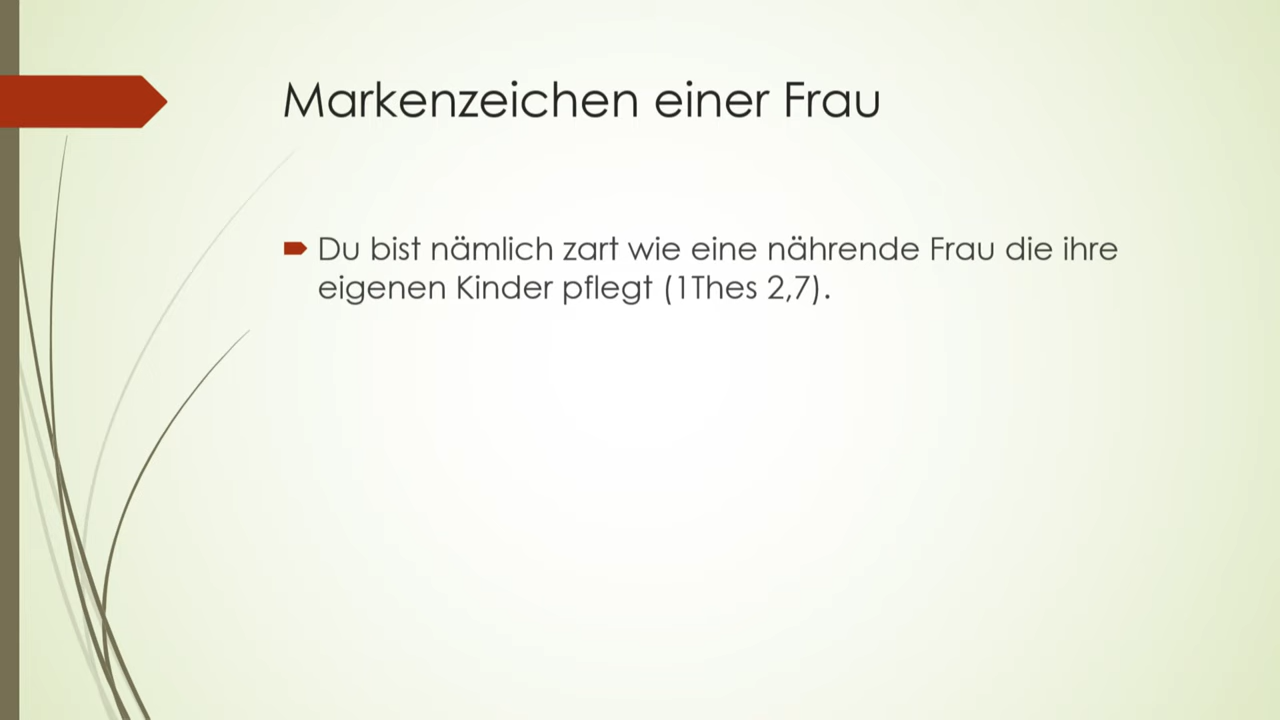 Markenzeichen einer Frau
Du bist nämlich zart wie eine nährende Frau die ihre
eigenen Kinder pflegt (1Thes 2,7).